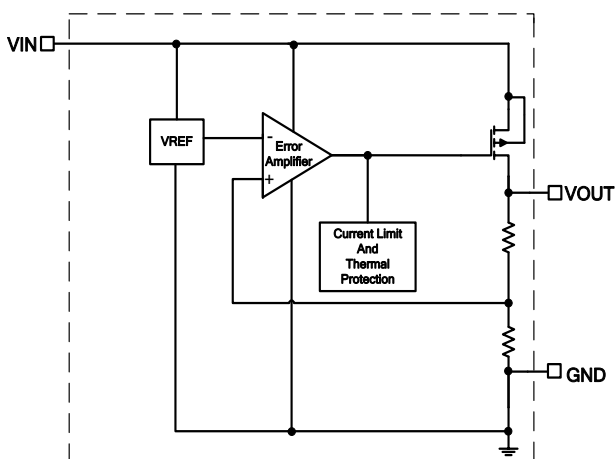 VIN
VREF
-
Error
Amplifier
+
VOUT
Current Limit
And
Thermal
Protection
GND